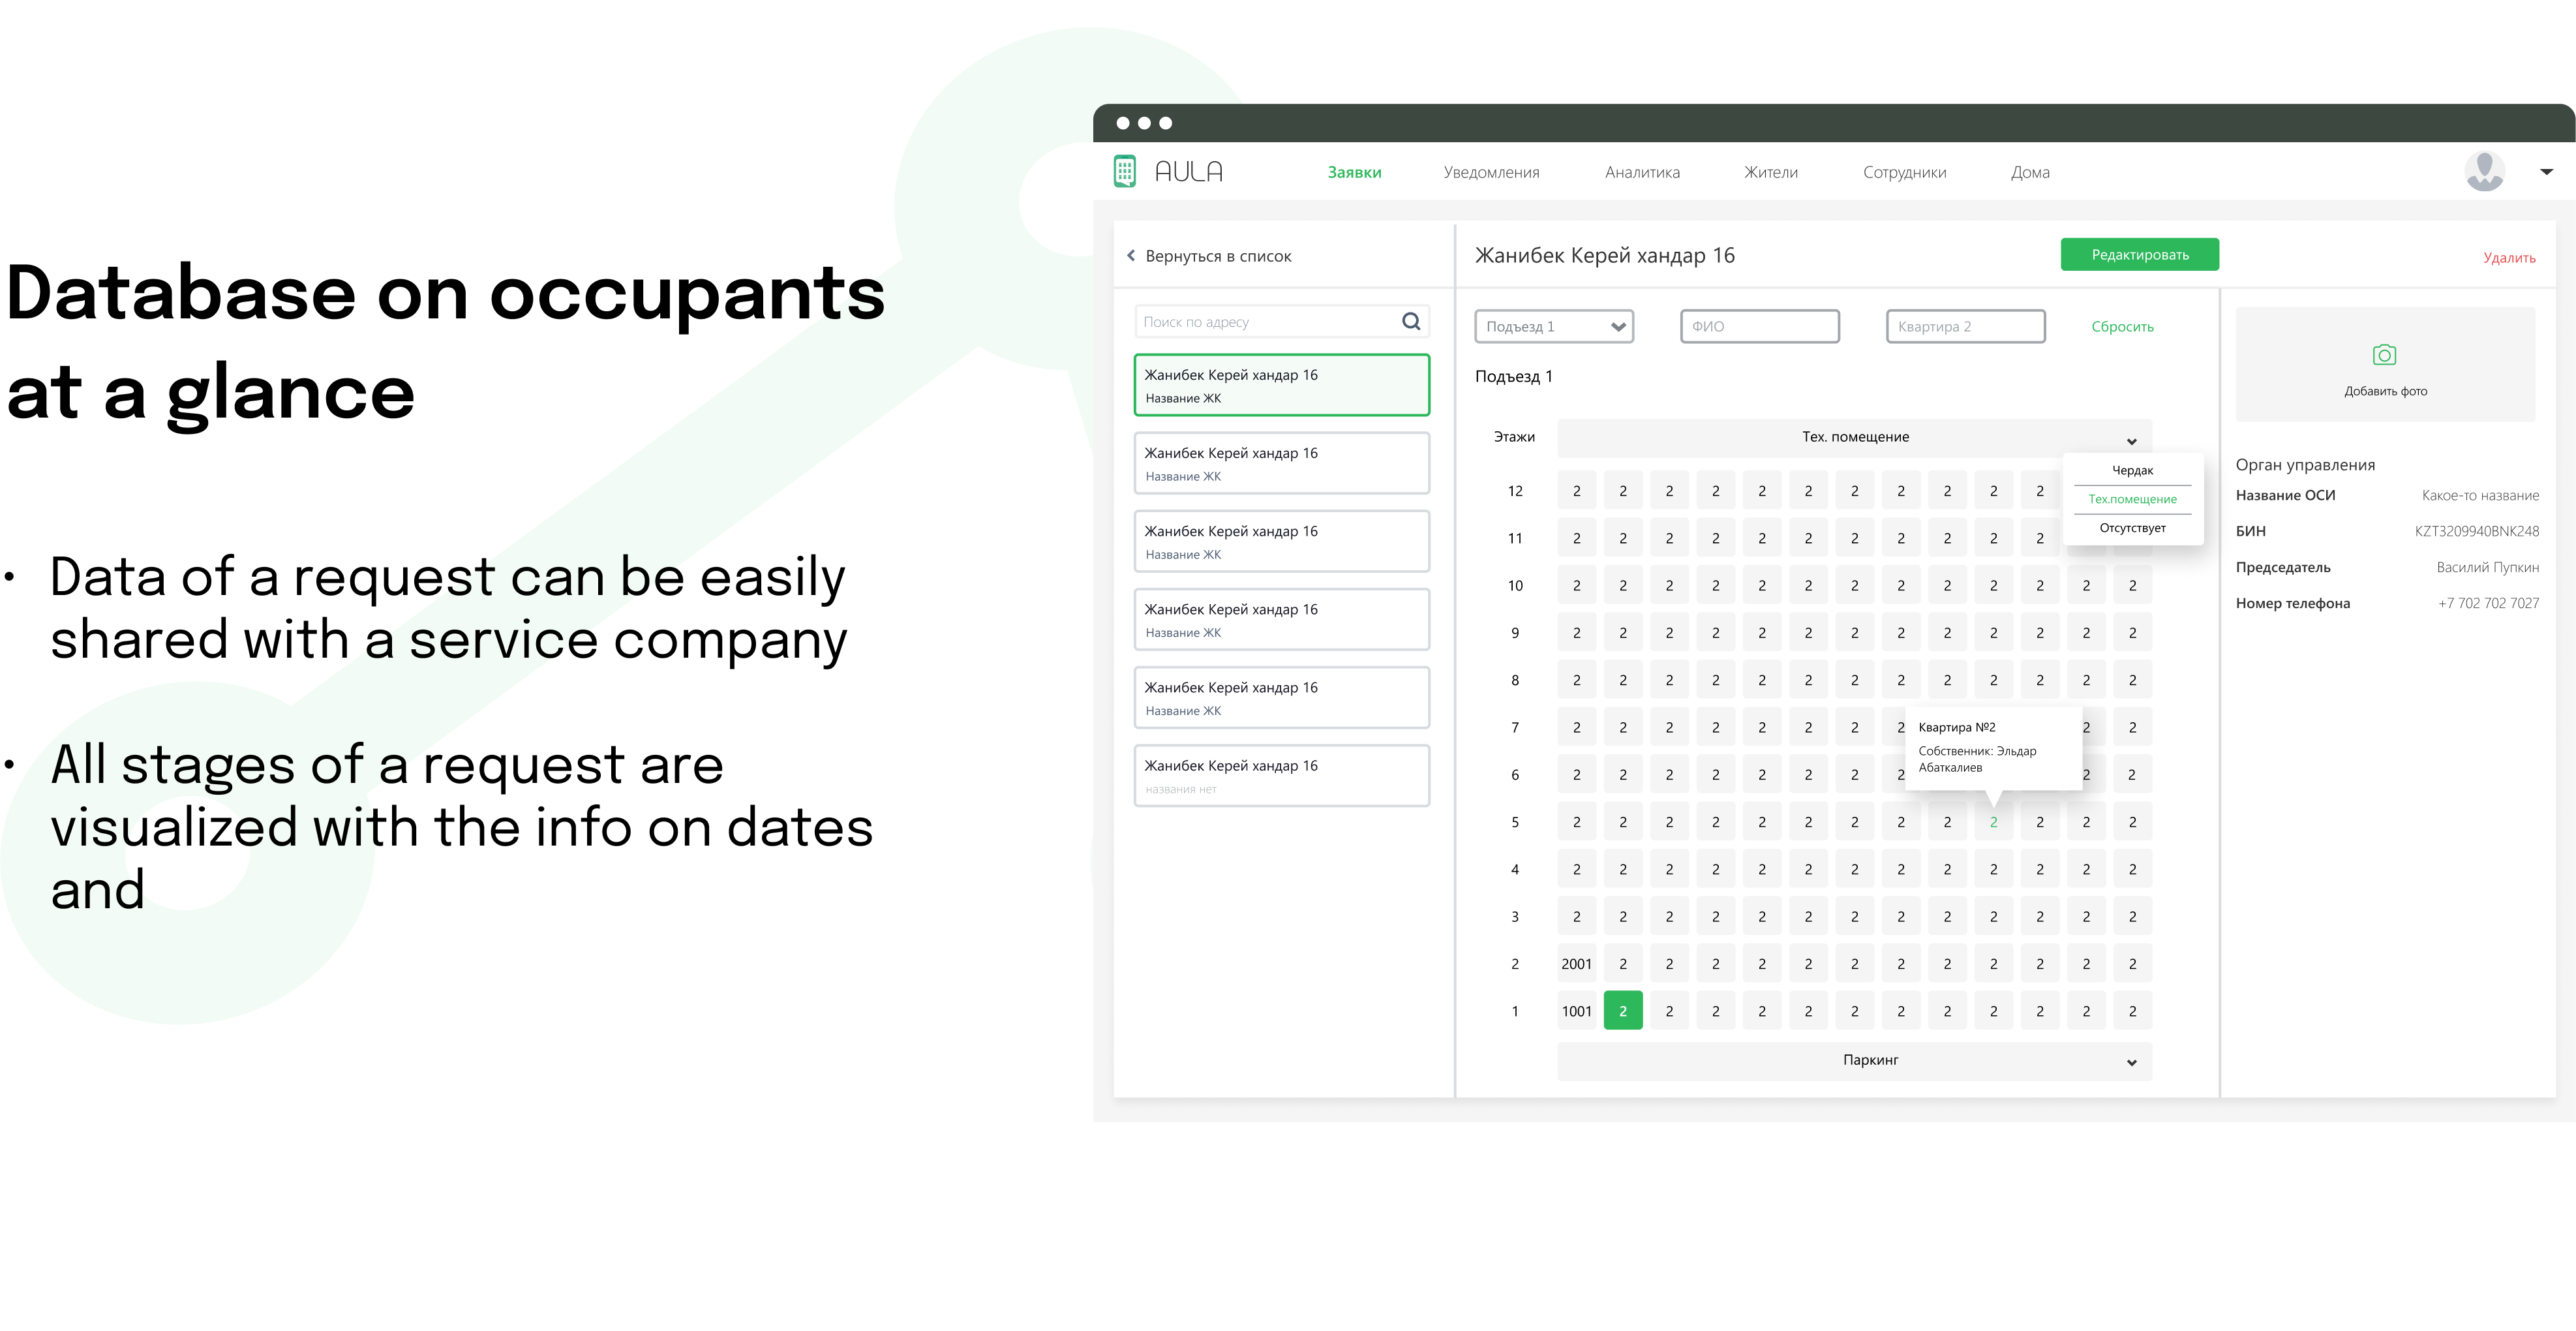 Database on occupants
at a glance
• Data of a request can be easily
shared with a service company
• All stages of a request are
visualized with the info on dates
and
AULA Заявки Уведомления Аналитика Жители Сотрудники Дома
Вернуться в список
Поиск по адресу
Жанибек Керей хандар 16
Название ЖК
Жанибек Керей хандар 16
Название ЖК
Жанибек Керей хандар 16
Название ЖК
Жанибек Керей хандар 16
Название ЖК
Жанибек Керей хандар 16
Название ЖК
Жанибек Керей хандар 16
названия нет
Жанибек Керей хандар 16 Редактировать Удалить
Подъезд 1 ФИО Квартира 2 Сбросить
Подъезд 1
Этажи Тех. помещение
Чердак
Тех.помещение
Отсутствует
12 2 2 2 2 2 2 2 2 2 2 2
11 2 2 2 2 2 2 2 2 2 2 2
10 2 2 2 2 2 2 2 2 2 2 2 2 2
9 2 2 2 2 2 2 2 2 2 2 2 2 2
8 2 2 2 2 2 2 2 2 2 2 2 2 2
7 2 2 2 2 2 2 2 2 2 2
6 2 2 2 2 2 2 2 2 2 2
Квартира №2
Собственник: Эльдар
Абаткалиев
5 2 2 2 2 2 2 2 2 2 2 2 2 2
4 2 2 2 2 2 2 2 2 2 2 2 2 2
3 2 2 2 2 2 2 2 2 2 2 2 2 2
2 2001 2 2 2 2 2 2 2 2 2 2 2 2
1 1001 2 2 2 2 2 2 2 2 2 2 2 2
Паркинг
Добавить фото
Орган управления
Название ОСИ Какое-то название
БИН KZT3209940BNK248
Председатель Василий Пупкин
Номер телефона +7 702 702 7027